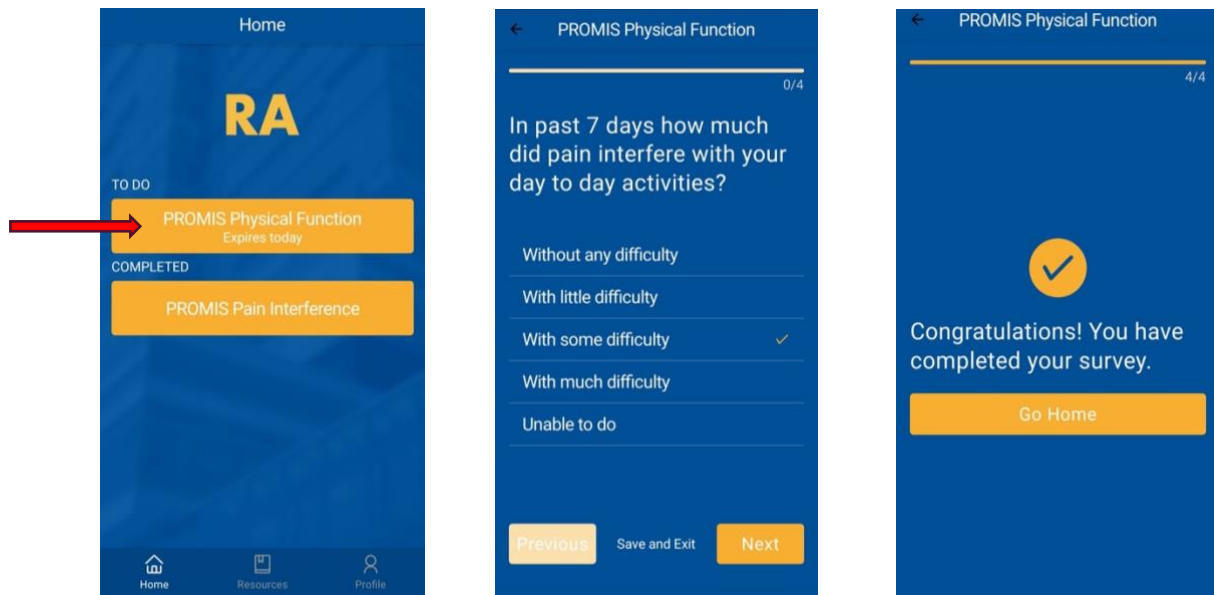 Home
RA
TO DO
PROMIS Physical Function
Expires today
COMPLETED
PROMIS Pain Interference
Home
Resources
Profile
PROMIS Physical Function
0/4
In past 7 days how much
did pain interfere with your
day to day activities?
Without any difficulty
With little difficulty
With some difficulty
With much difficulty
Unable to do
Previous
Save and Exit
Next
PROMIS Physical Function
4/4
Congratulations! You have
completed your survey.
Go Home